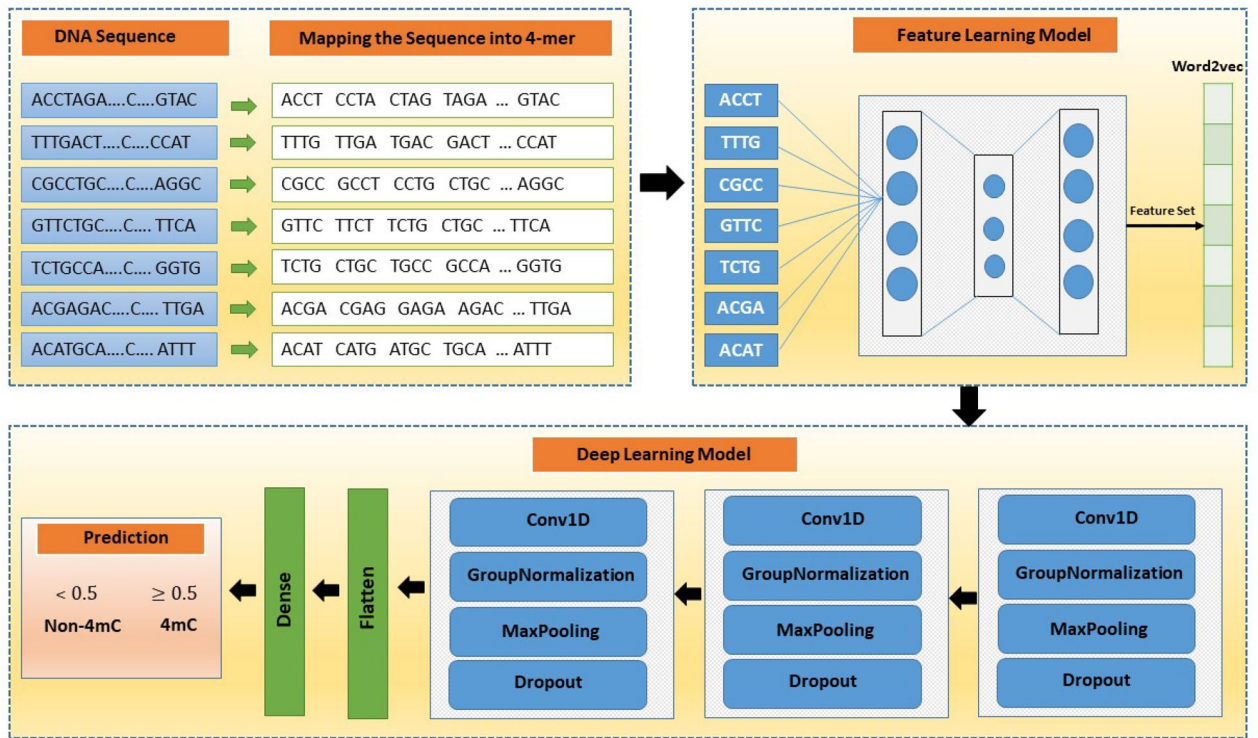 DNA Sequence
Mapping the Sequence into 4-mer
ACCTAGA....C....GTAC
ACCT CCTA CTAG TAGA ... GTAC
TTTGACT....C....CCAT
TTTG TTGA TGAC GACT ... CCAT
CGCCTGC....C....AGGC
CGCC GCCT CCTG CTGC ... AGGC
GTTCTGC....C.... TTCA
GTTC TTCT TCTG CTGC ... TTCA
TCTGCCA....C.... GGTG
TCTG CTGC TGCC GCCA ... GGTG
ACGAGAC....C.... TTGA
ACGA CGAG GAGA AGAC ... TTGA
ACATGCA....C.... ATTT
ACAT CATG ATGC TGCA ... ATTT
Feature Learning Model
Word2vec
ACCT
TTTG
CGCC
GTTC
TCTG
ACGA
ACAT
Feature Set
Deep Learning Model
Conv1D
GroupNormalization
MaxPooling
Dropout
Conv1D
GroupNormalization
MaxPooling
Dropout
Conv1D
GroupNormalization
MaxPooling
Dropout
Flatten
Dense
Prediction
< 0.5 ≥ 0.5
Non-4mC 4mC